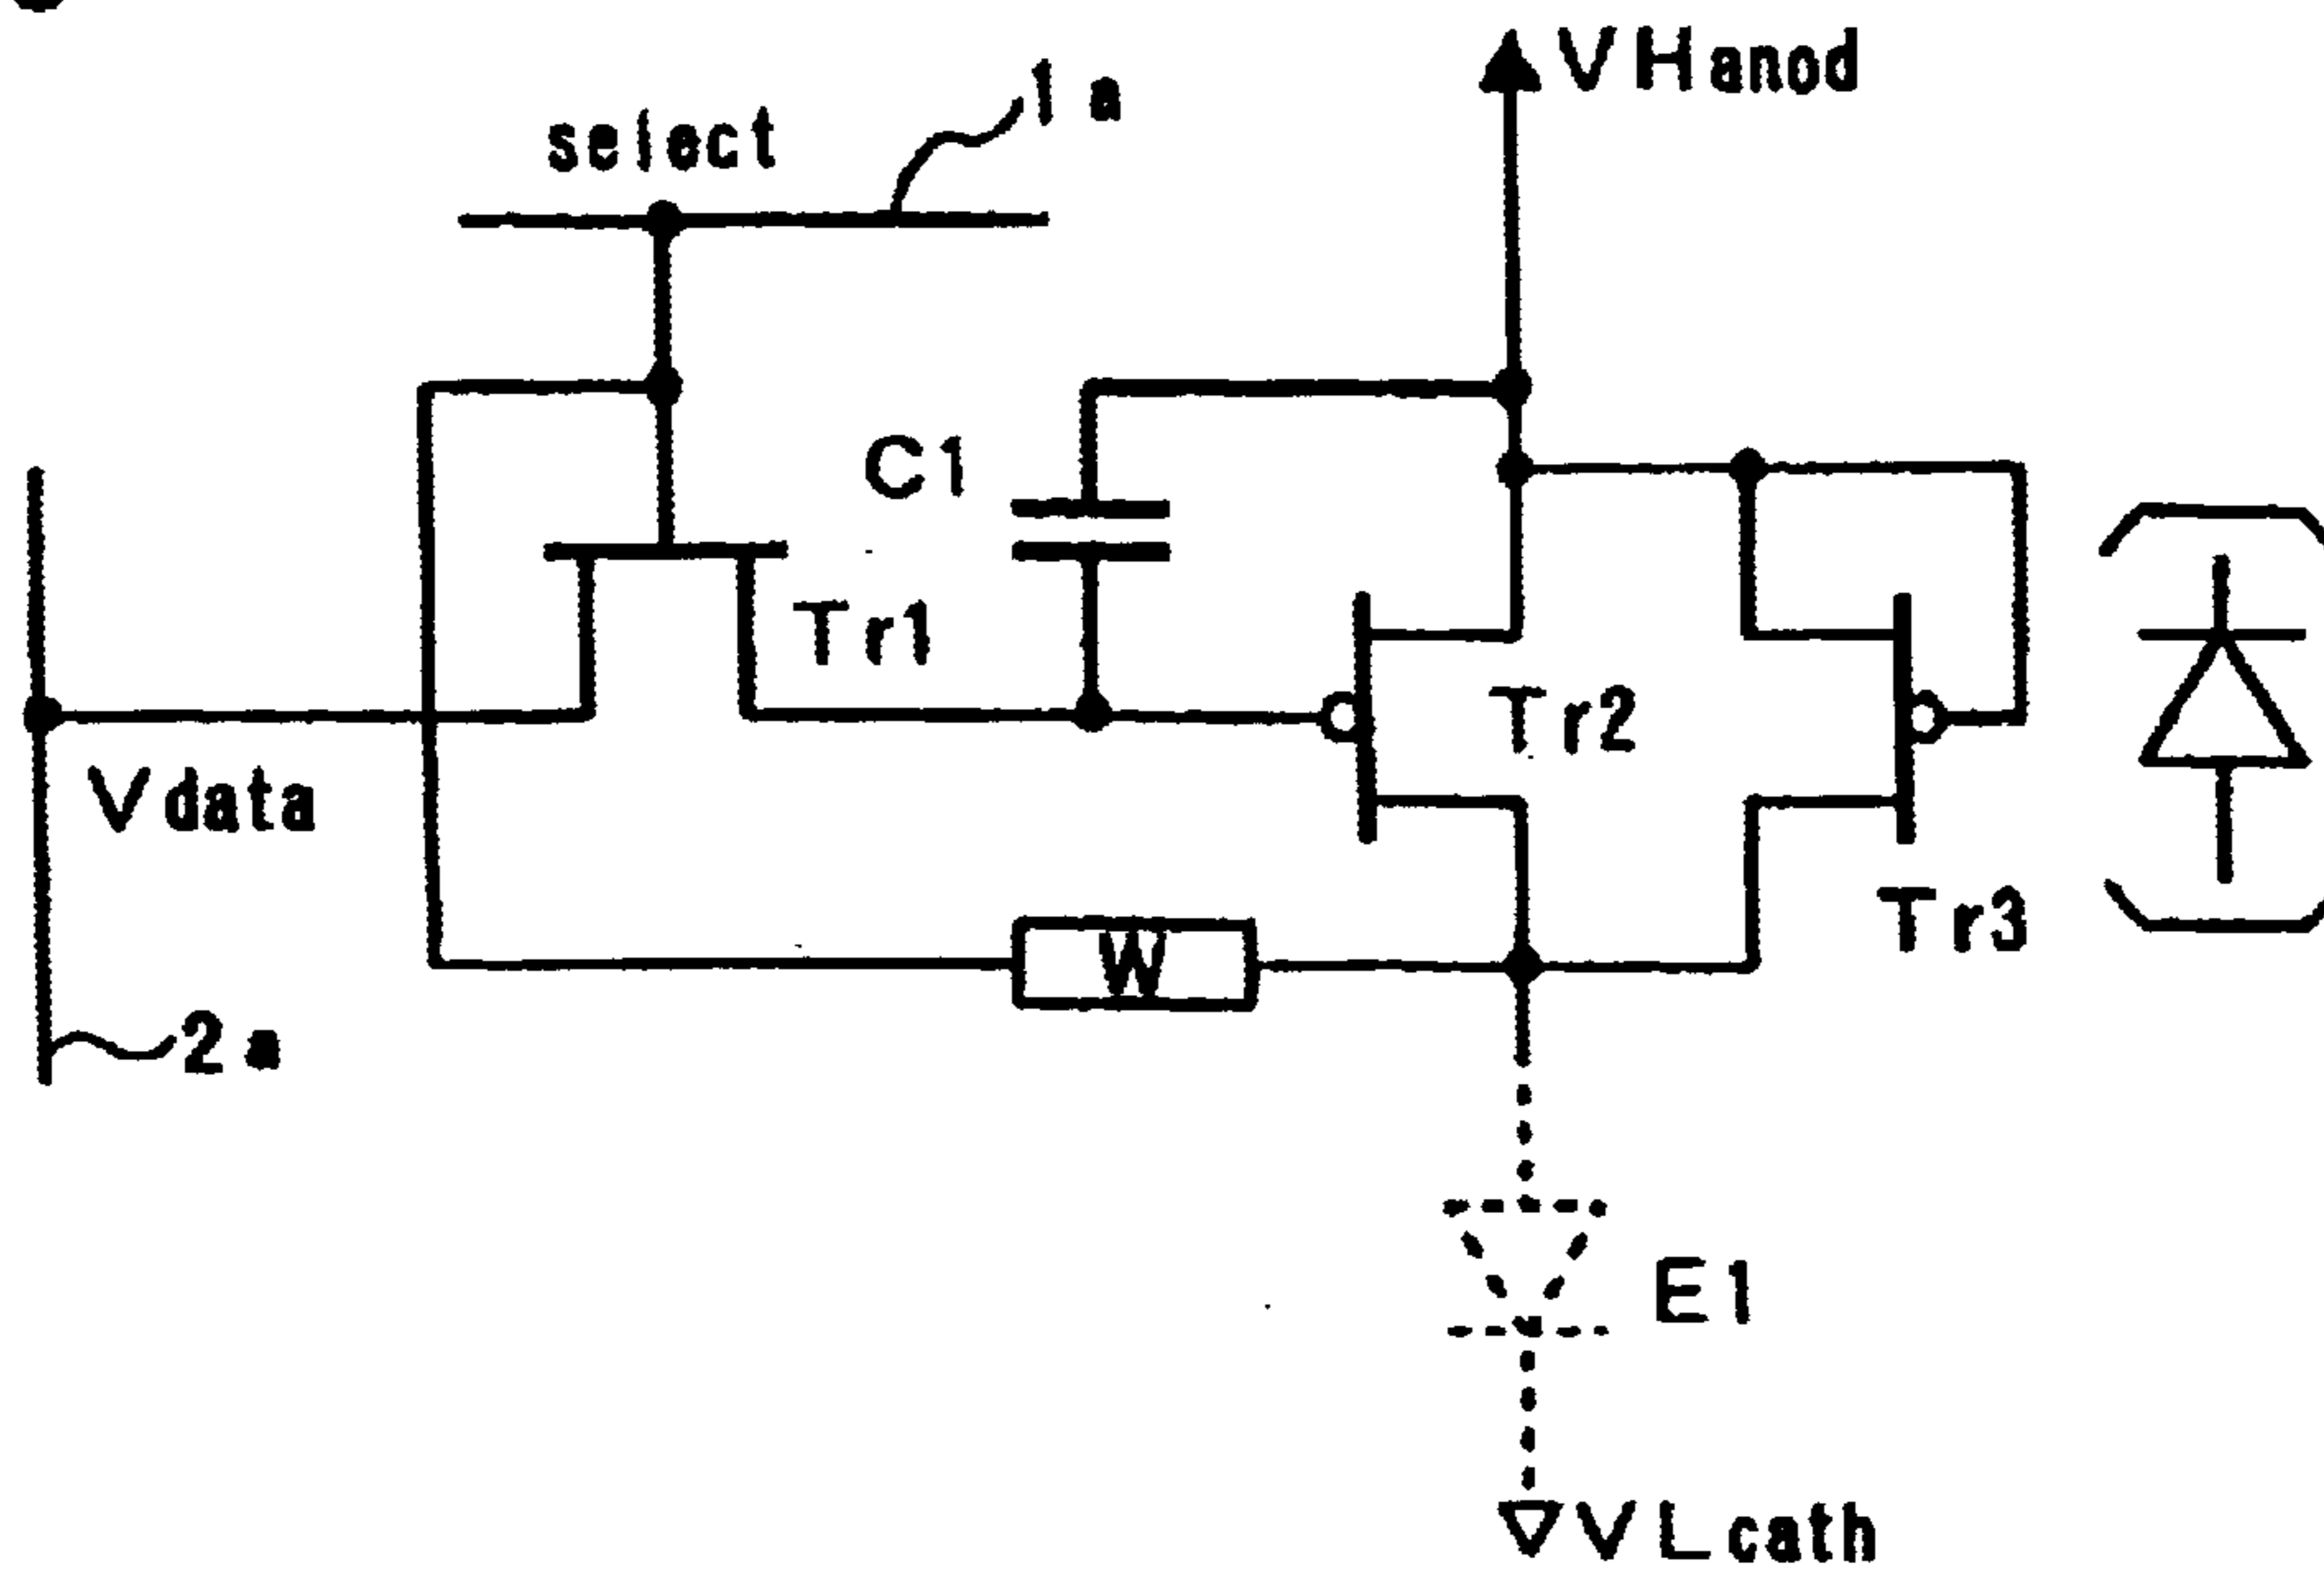 VHanod
1a
select
C1
Tr1
Tr2
Vdata
W
Tr3
2a
E1
VLcath